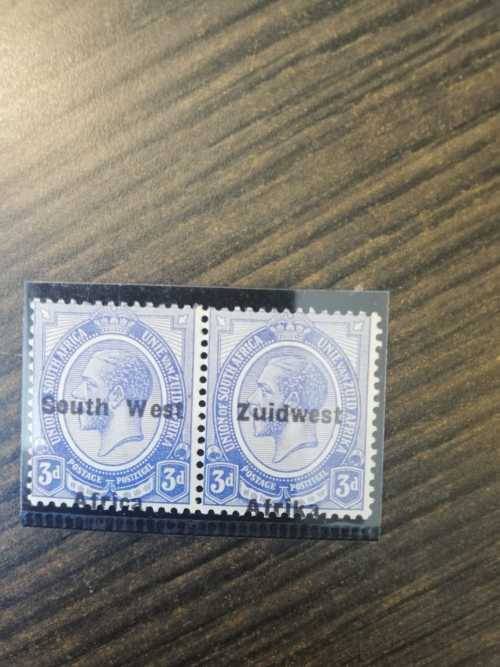 UNION OF SOUTH AFRICA UNIE VAN ZUID AFRIKA
South West
3d POSTAGE POSTZEGEL 3d
Africa
UNION OF SOUTH AFRICA UNIE VAN ZUID AFRIKA
Zuidwest
3d POSTAGE POSTZEGEL 3d
Afrika.